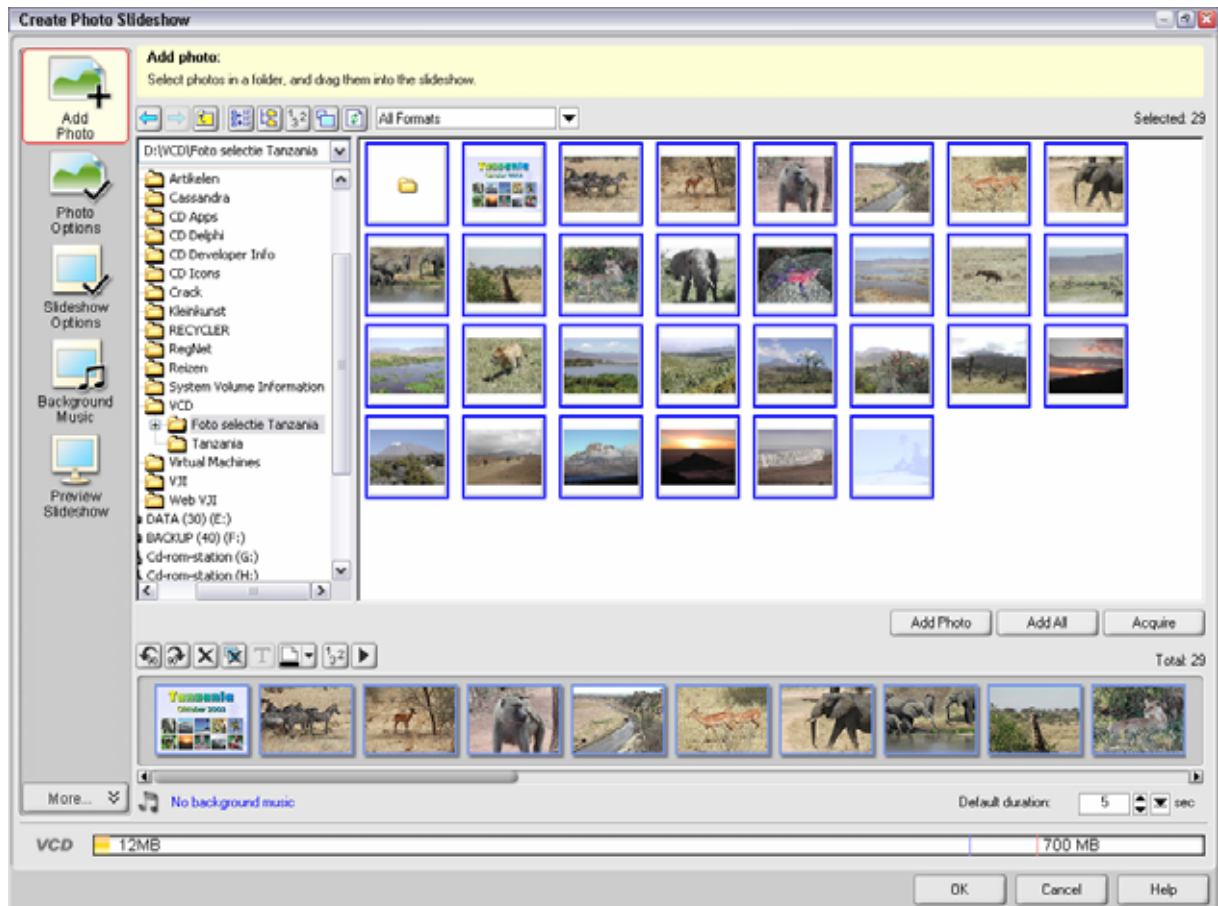 Create Photo Slideshow
Add photo:
Select photos in a folder, and drag them into the slideshow.
Add
Photo
Photo
Options
Slideshow
Options
Background
Music
Preview
Slideshow
More...
All Formats
Selected: 29
D:\VCD\Foto selectie Tanzania
Artikelen
Cassandra
CD Apps
CD Delphi
CD Developer Info
CD Icons
Crack
Kleinkunst
RECYCLER
RegNet
Reizen
System Volume Information
VCD
Foto selectie Tanzania
Tanzania
Virtual Machines
VJI
Web VJI
DATA (30) (E:)
BACKUP (40) (F:)
Cd-rom-station (G:)
Cd-rom-station (H:)
Tanzania
Oktober 2003
Add Photo
Add All
Acquire
Total: 29
Tanzania
Oktober 2003
No background music
Default duration:
5
sec
VCD
12MB
700 MB
OK
Cancel
Help